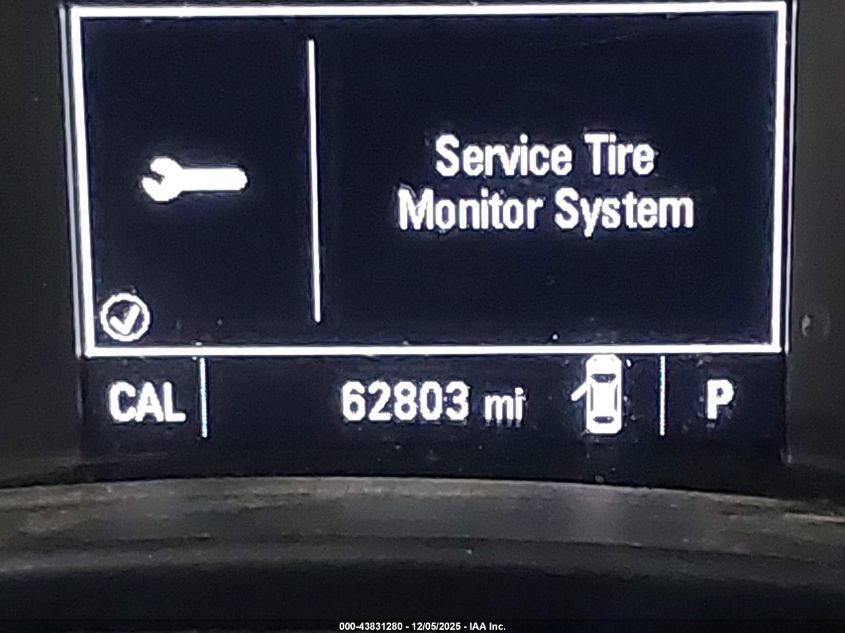 Service Tire
Monitor System
CAL
62803 mi
P
000-43831280 - 12/05/2025 - IAA Inc.